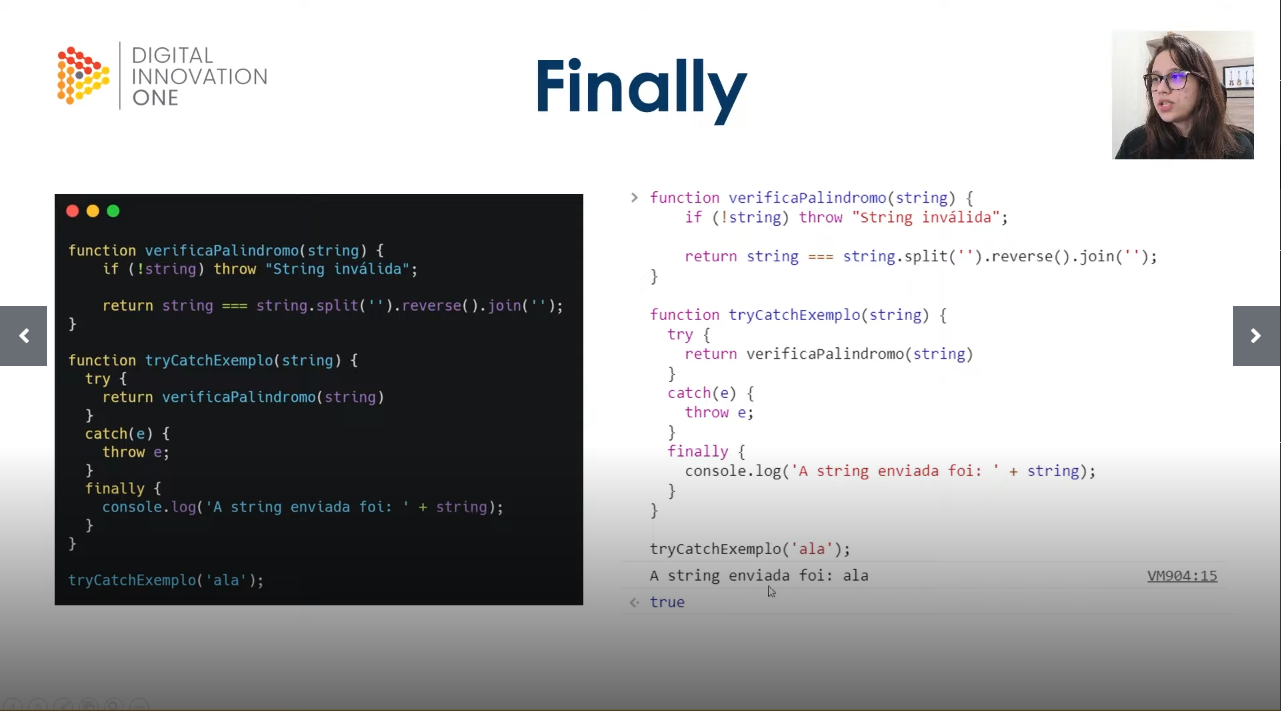 DIGITAL
INNOVATION
ONE
Finally
function verificaPalindromo(string) {
if (!string) throw "String inválida";
return string === string.split('').reverse().join('');
}
function tryCatchExemplo(string) {
try {
return verificaPalindromo(string)
}
catch(e) {
throw e;
}
finally {
console.log('A string enviada foi: ' + string);
}
}
tryCatchExemplo('ala');
function verificaPalindromo(string) {
if (!string) throw "String inválida";
return string === string.split('').reverse().join('');
}
function tryCatchExemplo(string) {
try {
return verificaPalindromo(string)
}
catch(e) {
throw e;
}
finally {
console.log('A string enviada foi: ' + string);
}
}
tryCatchExemplo('ala');
A string enviada foi: ala VM904:15
true